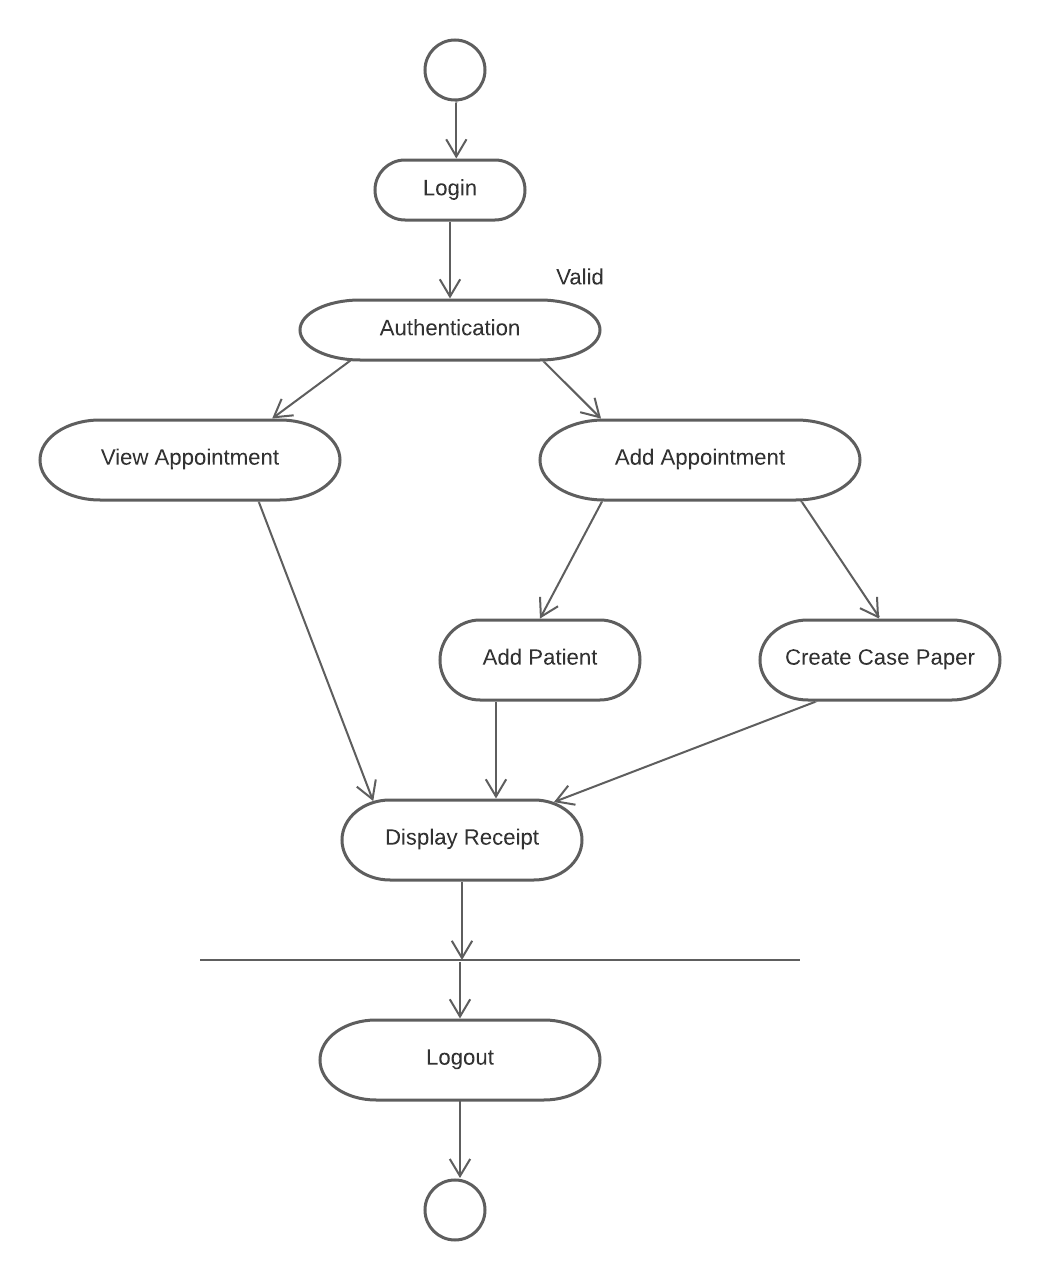 Login
Valid
Authentication
View Appointment
Add Appointment
Add Patient
Create Case Paper
Display Receipt
Logout